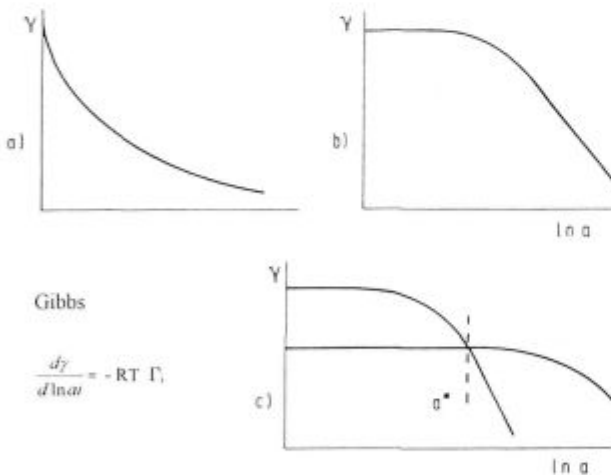 γ
a)
γ
b)
ln a
Gibbs
dγ / d ln ai = - RT Γi
γ
a*
c)
ln a